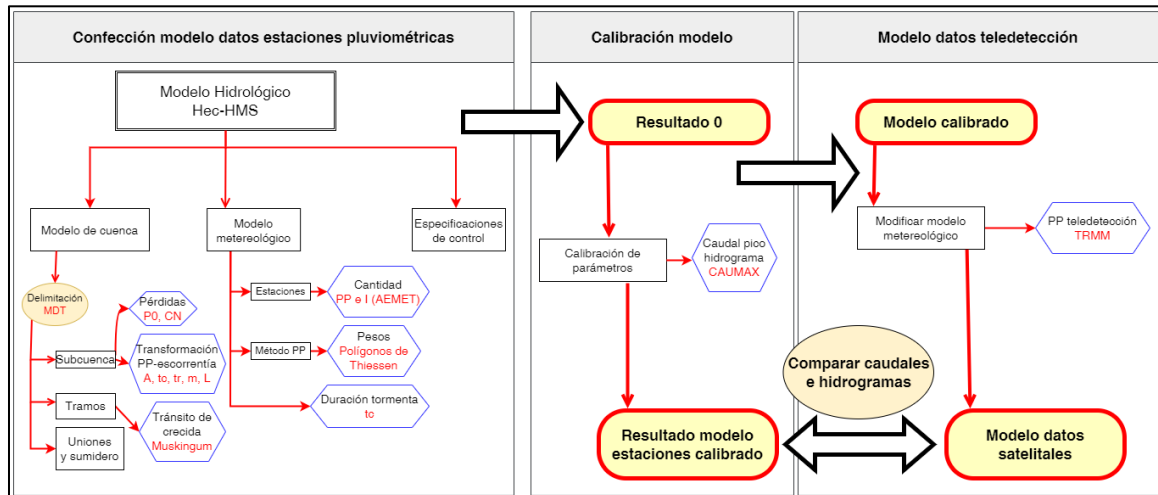 Confección modelo datos estaciones pluviométricas
Modelo Hidrológico
Hec-HMS
Modelo de cuenca
Modelo
metereológico
Especificaciones
de control
Delimitación
MDT
Pérdidas
P0, CN
Subcuenca
Transformación
PP-escorrentía
A, tc, tr, m, L
Tramos
Tránsito de
crecida
Muskingum
Uniones
y sumidero
Estaciones
Cantidad
PP e I (AEMET)
Método PP
Pesos
Polígonos de
Thiessen
Duración tormenta
tc
Calibración modelo
Resultado 0
Calibración de
parámetros
Caudal pico
hidrograma
CAUMAX
Resultado modelo
estaciones calibrado
Modelo datos teledetección
Modelo calibrado
Modificar modelo
metereológico
PP teledetección
TRMM
Comparar caudales
e hidrogramas
Modelo datos
satelitales